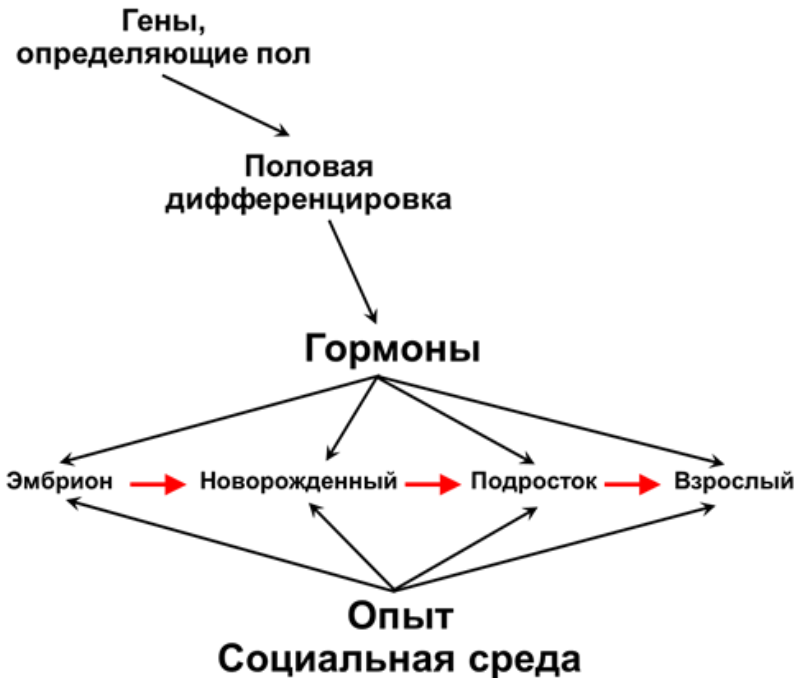 Гены,
определяющие пол
Половая
дифференцировка
Гормоны
Эмбрион Новорожденный Подросток Взрослый
Опыт
Социальная среда